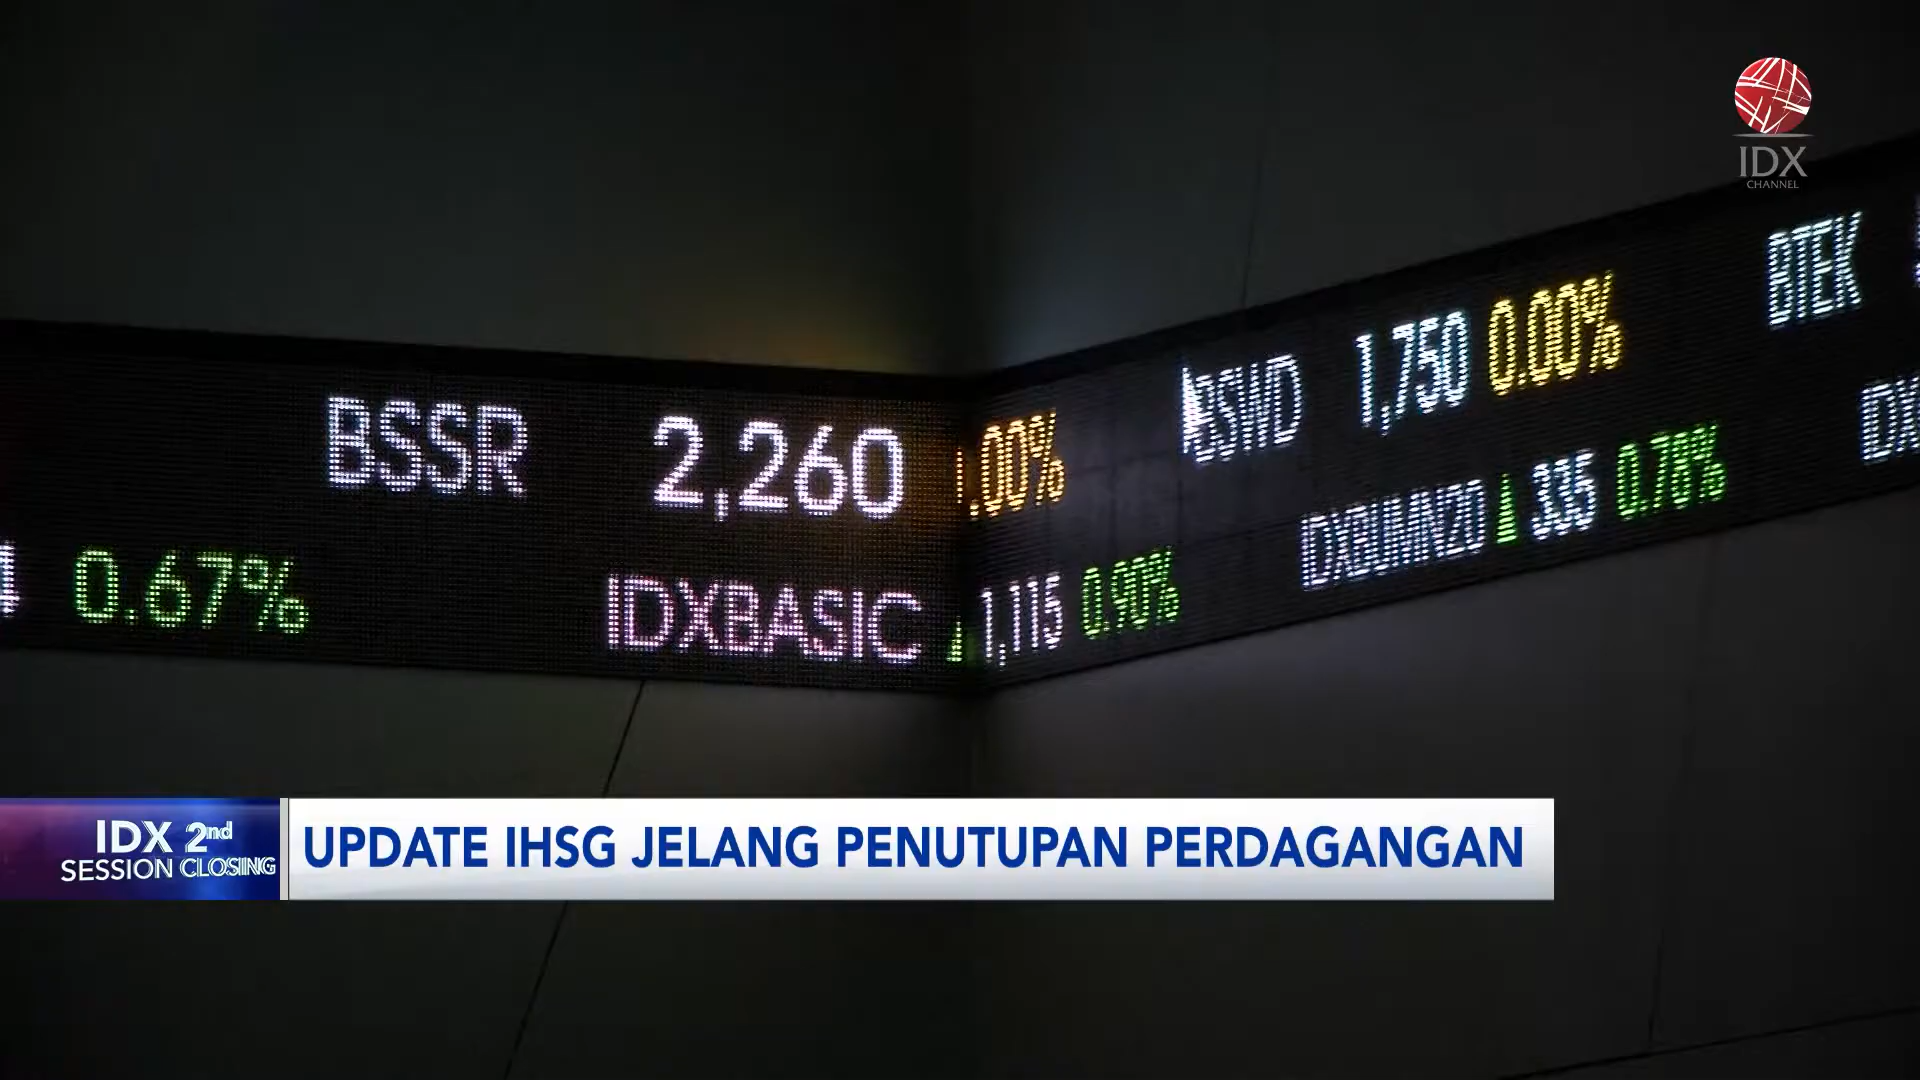 IDX
CHANNEL
BSSR 2,260 .00% BSWD 1,750 0.00% BTEK
0.67% IDXBASIC ▲ 1,115 0.90% IDXBUMN20 ▲ 335 0.78% IDX
IDX 2nd
SESSION CLOSING
UPDATE IHSG JELANG PENUTUPAN PERDAGANGAN